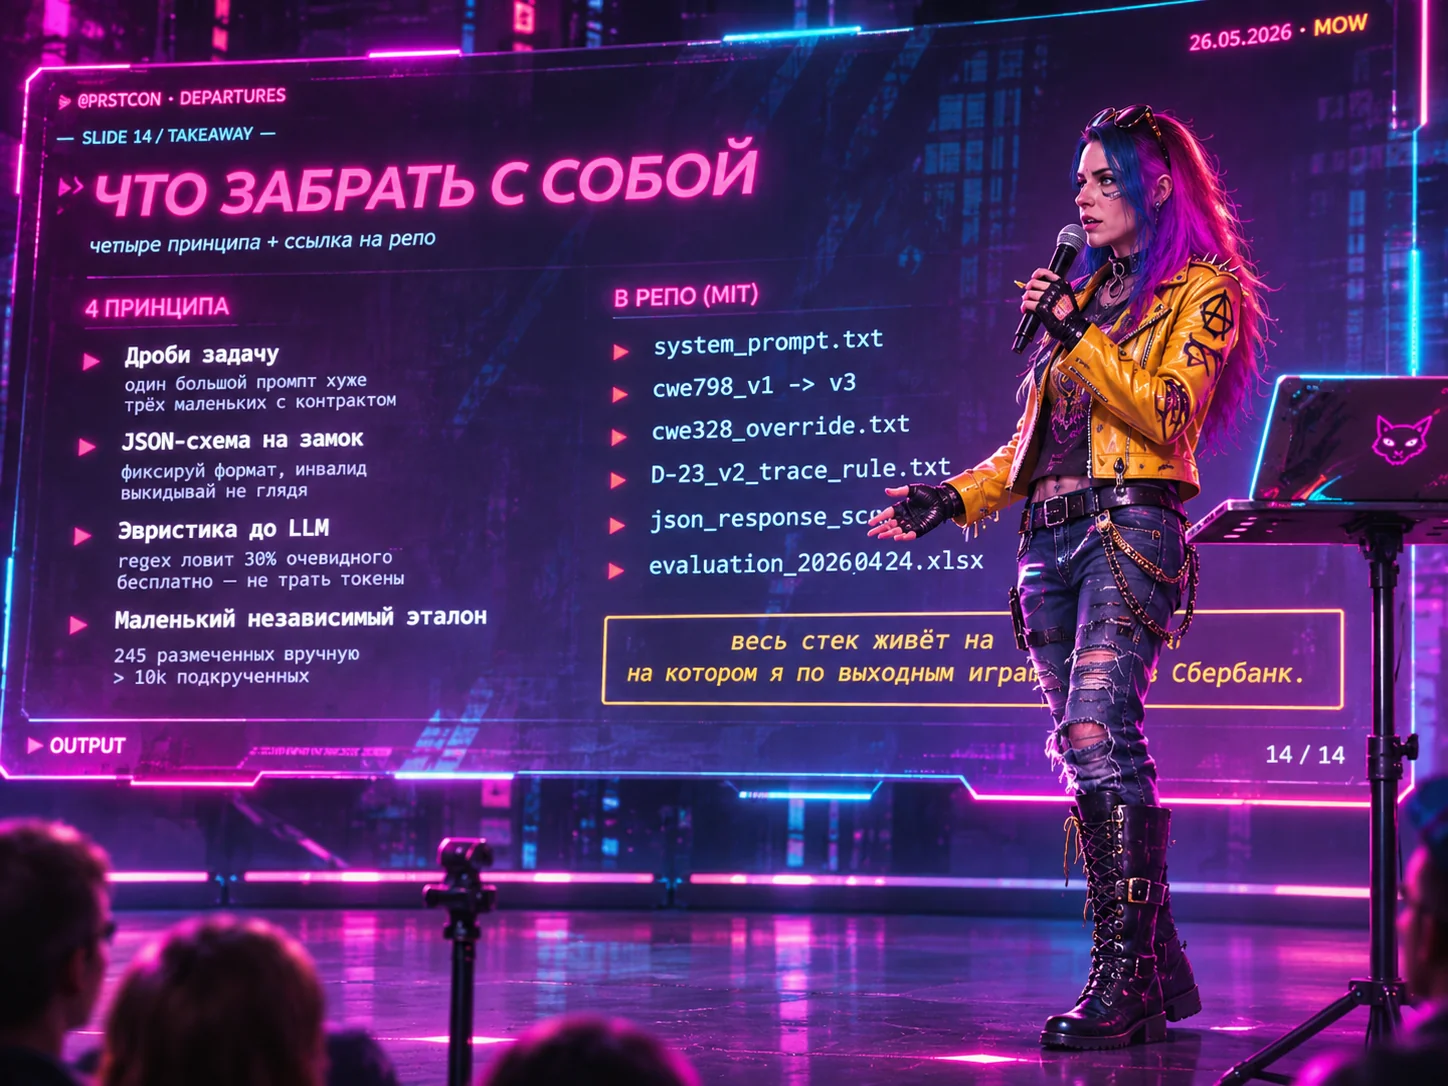 @PRSTCON · DEPARTURES
26.05.2026 · MOW
— SLIDE 14 / TAKEAWAY —
ЧТО ЗАБРАТЬ С СОБОЙ
четыре принципа + ссылка на репо
4 ПРИНЦИПА
Дроби задачу
один большой промпт хуже
трёх маленьких с контрактом
JSON-схема на замок
фиксируй формат, инвалид
выкидывай не глядя
Эвристика до LLM
regex ловит 30% очевидного
бесплатно — не трать токены
Маленький независимый эталон
245 размеченных вручную
> 10k подкрученных
В РЕПО (MIT)
system_prompt.txt
cwe798_v1 -> v3
cwe328_override.txt
D-23_v2_trace_rule.txt
json_response_sc
evaluation_20260424.xlsx
весь стек живёт на
на котором я по выходным Сбербанк.
OUTPUT
14 / 14